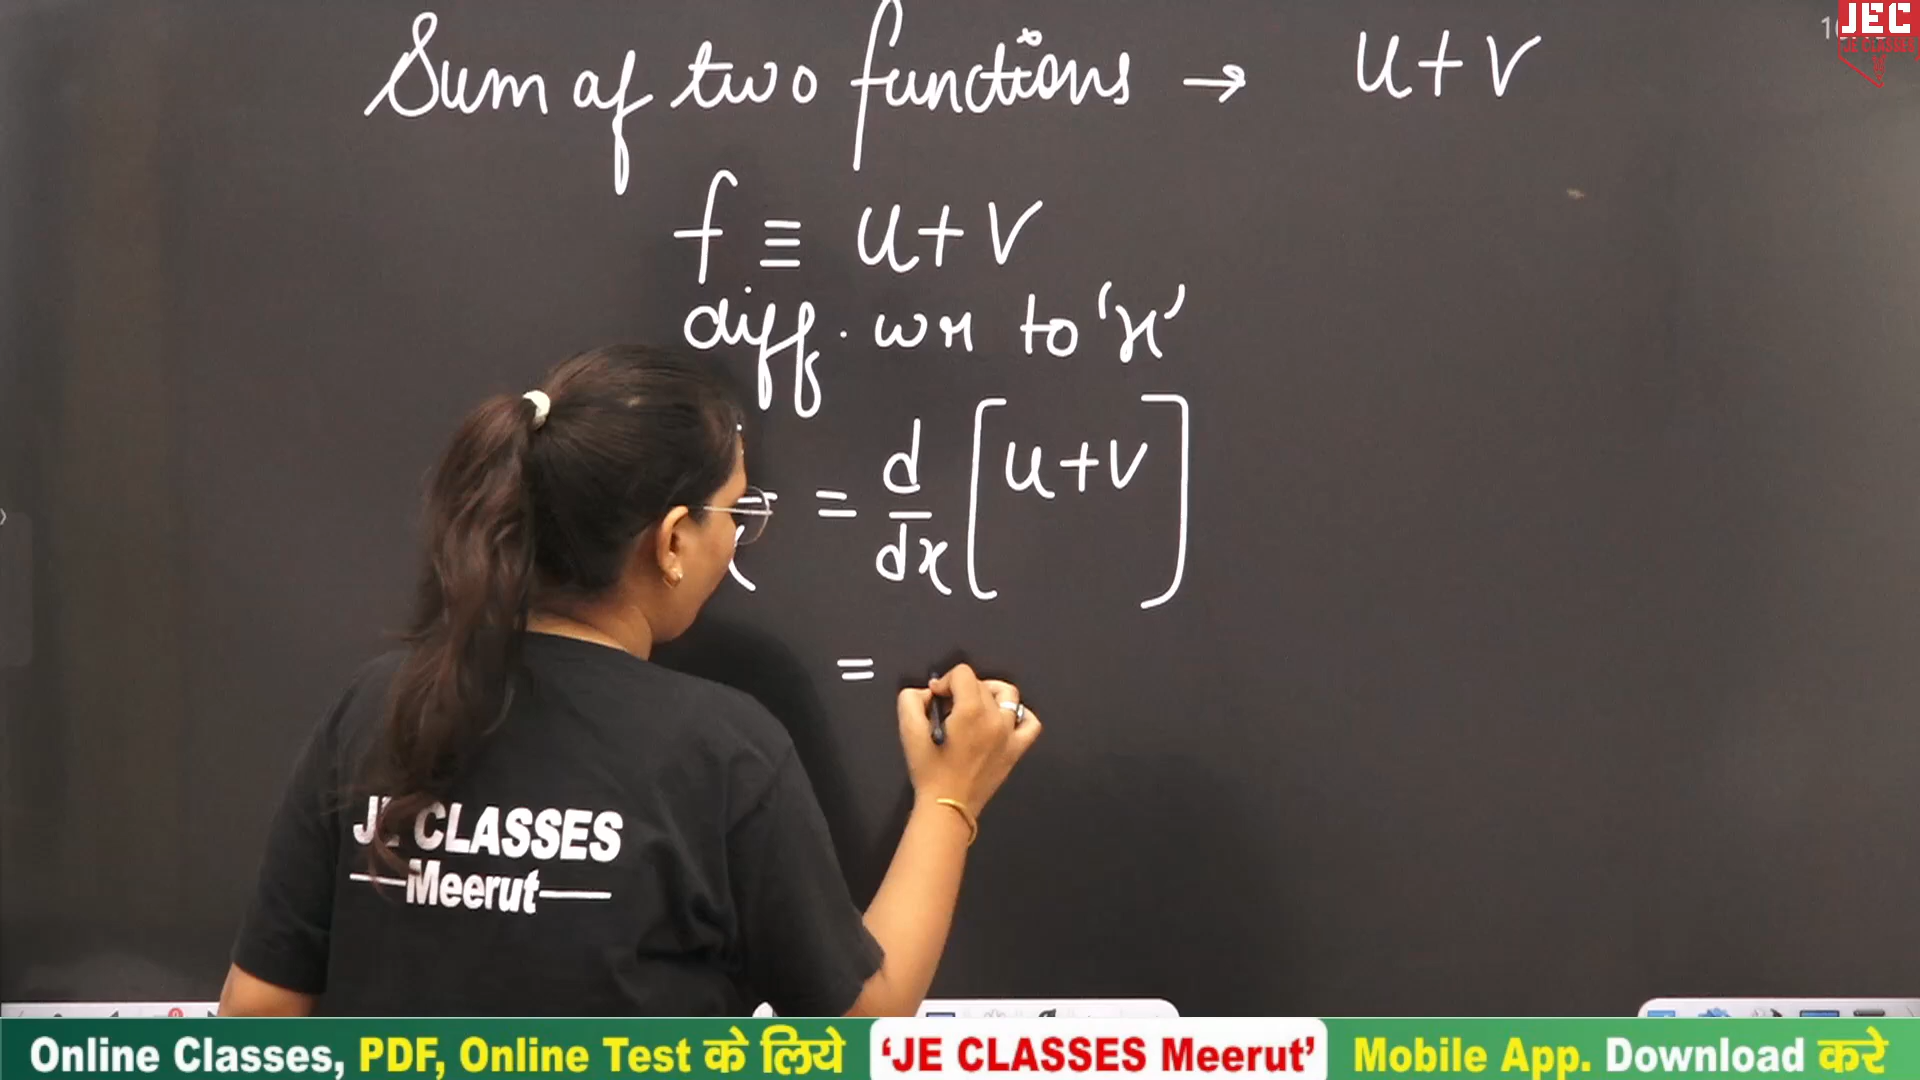 Sum of two functions → u+v
JEC
JE CLASSES
f ≡ u+v
diff. wr to 'x'
= d/dx [u+v]
=
JE CLASSES
Meerut
Online Classes, PDF, Online Test के लिये 'JE CLASSES Meerut' Mobile App. Download करे